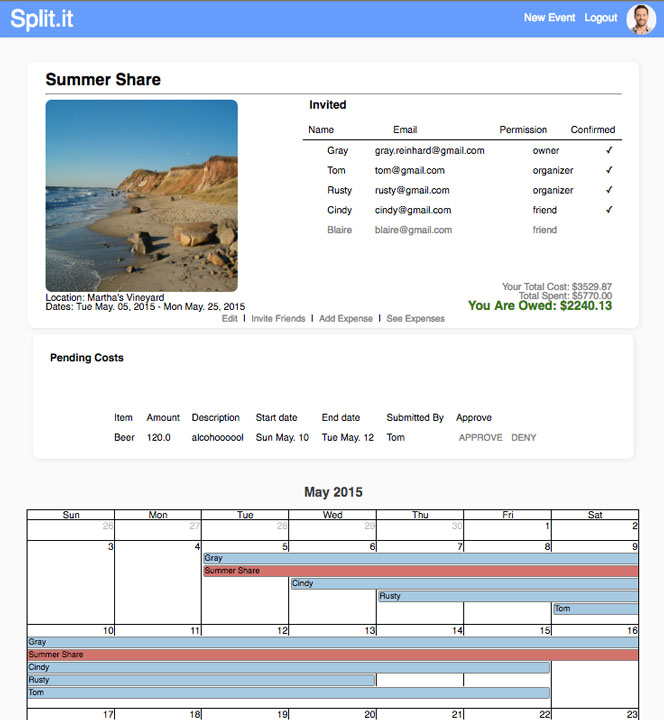 Split.it
New Event Logout
Summer Share
Invited
Name Email Permission Confirmed
Gray gray.reinhard@gmail.com owner ✓
Tom tom@gmail.com organizer ✓
Rusty rusty@gmail.com organizer ✓
Cindy cindy@gmail.com friend ✓
Blaire blaire@gmail.com friend
Location: Martha's Vineyard
Dates: Tue May. 05, 2015 - Mon May. 25, 2015
Your Total Cost: $3529.87
Total Spent: $5770.00
You Are Owed: $2240.13
Edit | Invite Friends | Add Expense | See Expenses
Pending Costs
Item Amount Description Start date End date Submitted By Approve
Beer 120.0 alcohoooool Sun May. 10 Tue May. 12 Tom APPROVE DENY
May 2015
Sun Mon Tue Wed Thu Fri Sat
26 27 28 29 30 1 2
3 4 5 6 7 8 9
Gray
Summer Share
Cindy
Rusty
Tom
10 11 12 13 14 15 16
Gray
Summer Share
Cindy
Rusty
Tom
17 18 19 20 21 22 23